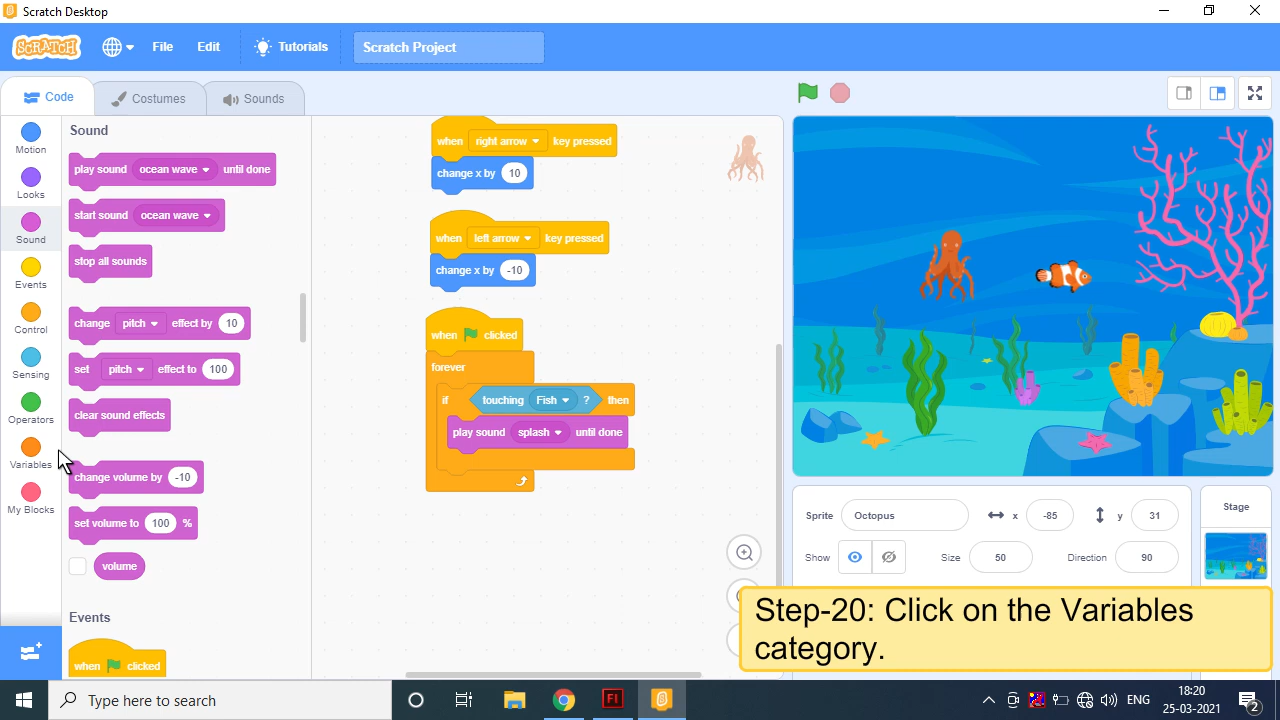 Scratch Desktop
SCRATCH File Edit Tutorials Scratch Project
Code Costumes Sounds
Motion
Looks
Sound
Events
Control
Sensing
Operators
Variables
My Blocks
Sound
play sound ocean wave until done
start sound ocean wave
stop all sounds
change pitch effect by 10
set pitch effect to 100
clear sound effects
change volume by -10
set volume to 100 %
volume
Events
when clicked
when right arrow key pressed
change x by 10
when left arrow key pressed
change x by -10
when clicked
forever
if touching Fish ? then
play sound splash until done
Sprite Octopus x -85 y 31
Show Size 50 Direction 90
Stage
Step-20: Click on the Variables
category.
Type here to search
Fl
ENG
18:20
25-03-2021
2